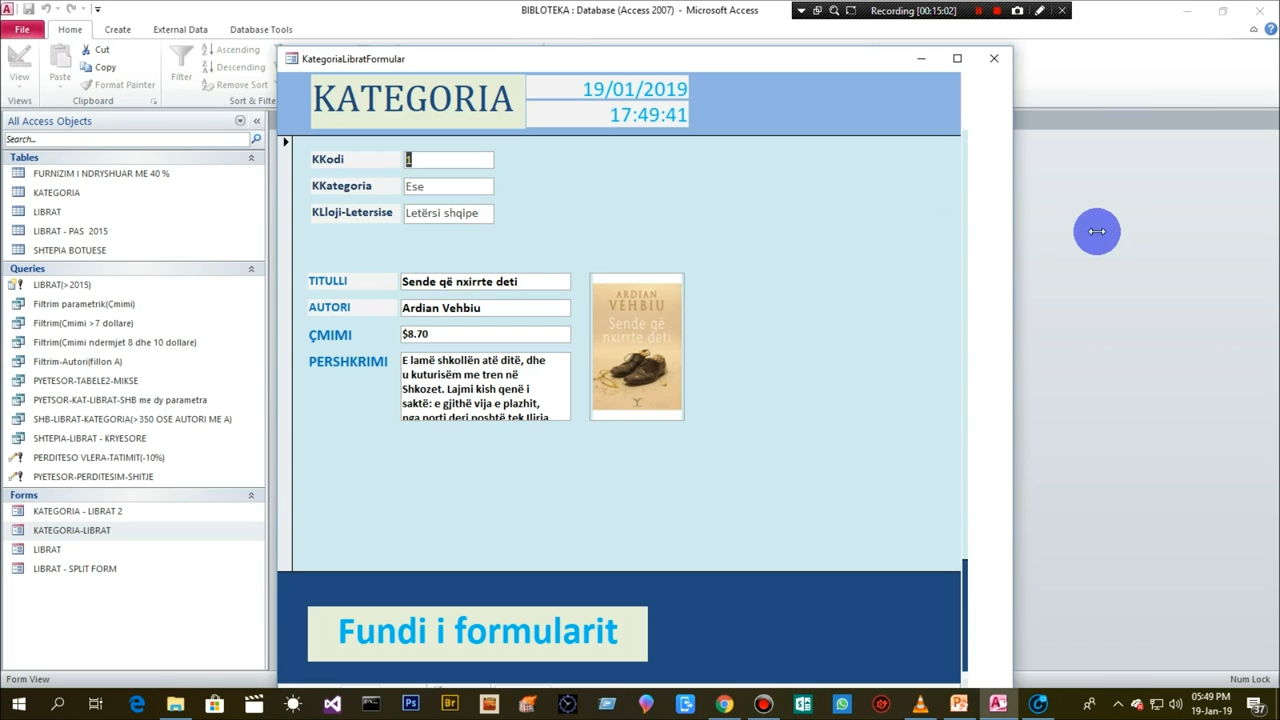 BIBLOTEKA : Database (Access 2007) - Microsoft Access
Recording [00:15:02]
File
Home
Create
External Data
Database Tools
View
Views
Paste
Cut
Copy
Format Painter
Clipboard
Filter
Ascending
Descending
Remove Sort
Sort & Filte
All Access Objects
Search...
Tables
FURNIZIM I NDRYSHUAR ME 40 %
KATEGORIA
LIBRAT
LIBRAT - PAS 2015
SHTEPIA BOTUESE
Queries
LIBRAT(>2015)
Filtrim parametrik(Cmimi)
Filtrim(Cmimi >7 dollare)
Filtrim(Cmimi ndermjet 8 dhe 10 dollare)
Filtrim-Autori(fillon A)
PYETESOR-TABELE2-MIKSE
PYETSOR-KAT-LIBRAT-SHB me dy parametra
SHB-LIBRAT-KATEGORIA(>350 OSE AUTORI ME A)
SHTEPIA-LIBRAT - KRYESORE
PERDITESO VLERA-TATIMIT(-10%)
PYETESOR-PERDITESIM-SHITJE
Forms
KATEGORIA - LIBRAT 2
KATEGORIA-LIBRAT
LIBRAT
LIBRAT - SPLIT FORM
KategoriaLibratFormular
KATEGORIA
19/01/2019
17:49:41
KKodi
1
KKategoria
Ese
KLloji-Letersise
Letërsi shqipe
TITULLI
Sende që nxirrte deti
AUTORI
Ardian Vehbiu
ÇMIMI
$8.70
PERSHKRIMI
E lamë shkollën atë ditë, dhe
u kuturisëm me tren në
Shkozet. Lajmi kish qenë i
saktë: e gjithë vija e plazhit,
nga porti deri poshtë tek Iliria
ARDIAN
VEHBIU
Sende që
nxirrte deti
Fundi i formularit
Form View
Num Lock
05:49 PM
19-Jan-19
37